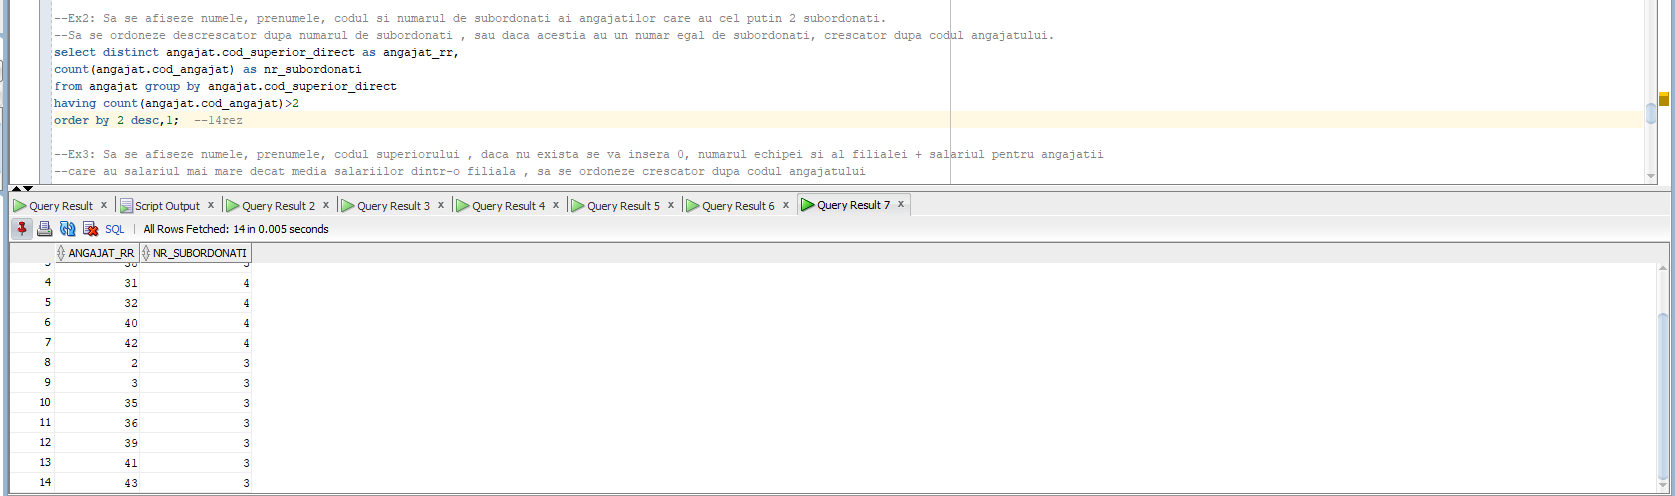 --Ex2: Sa se afiseze numele, prenumele, codul si numarul de subordonati ai angajatilor care au cel putin 2 subordonati.
--Sa se ordoneze descrescator dupa numarul de subordonati , sau daca acestia au un numar egal de subordonati, crescator dupa codul angajatului.
select distinct angajat.cod_superior_direct as angajat_rr,
count(angajat.cod_angajat) as nr_subordonati
from angajat group by angajat.cod_superior_direct
having count(angajat.cod_angajat)>2
order by 2 desc,1;  --14rez
--Ex3: Sa se afiseze numele, prenumele, codul superiorului , daca nu exista se va insera 0, numarul echipei si al filialei + salariul pentru angajatii
--care au salariul mai mare decat media salariilor dintr-o filiala , sa se ordoneze crescator dupa codul angajatului
Query Result x Script Output x Query Result 2 x Query Result 3 x Query Result 4 x Query Result 5 x Query Result 6 x Query Result 7 x
SQL | All Rows Fetched: 14 in 0.005 seconds
ANGAJAT_RR NR_SUBORDONATI
4 31 4
5 32 4
6 40 4
7 42 4
8 2 3
9 3 3
10 35 3
11 36 3
12 39 3
13 41 3
14 43 3